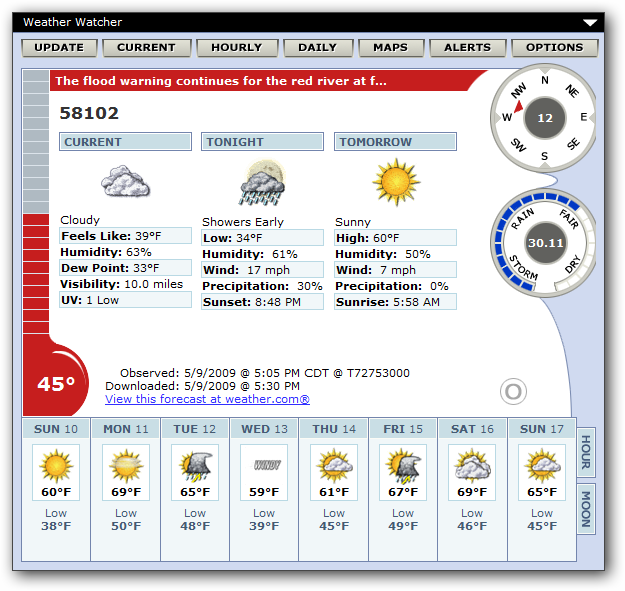 Weather Watcher
UPDATE CURRENT HOURLY DAILY MAPS ALERTS OPTIONS
The flood warning continues for the red river at f...
58102
N
NE
E
SE
S
SW
W
NW
12
CURRENT
Cloudy
Feels Like: 39°F
Humidity: 63%
Dew Point: 33°F
Visibility: 10.0 miles
UV: 1 Low
TONIGHT
Showers Early
Low: 34°F
Humidity: 61%
Wind: 17 mph
Precipitation: 30%
Sunset: 8:48 PM
TOMORROW
Sunny
High: 60°F
Humidity: 50%
Wind: 7 mph
Precipitation: 0%
Sunrise: 5:58 AM
STORM
RAIN
FAIR
DRY
30.11
45°
Observed: 5/9/2009 @ 5:05 PM CDT @ T72753000
Downloaded: 5/9/2009 @ 5:30 PM
View this forecast at weather.com®
O
SUN 10 MON 11 TUE 12 WED 13 THU 14 FRI 15 SAT 16 SUN 17
WINDY
60°F 69°F 65°F 59°F 61°F 67°F 69°F 65°F
Low Low Low Low Low Low Low Low
38°F 50°F 48°F 39°F 45°F 49°F 46°F 45°F
HOUR
MOON